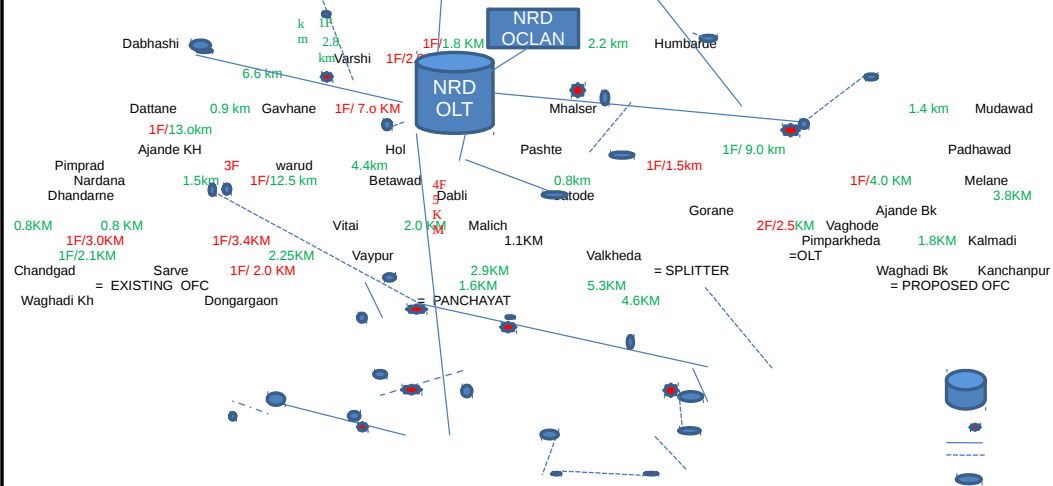 NRD
OCLAN
k
m
1F
2.8
km
1F/1.8 KM
2.2 km
Humbarde
Dabhashi
Varshi
1F/2.
6.6 km
NRD
OLT
Dattane 0.9 km Gavhane 1F/ 7.o KM
Mhalser
1.4 km Mudawad
1F/13.okm
Ajande KH
Hol
Pashte
1F/ 9.0 km
Padhawad
Pimprad
3F
warud
4.4km
1F/1.5km
Nardana
1.5km
1F/12.5 km
Betawad
0.8km
1F/4.0 KM
Melane
Dhandarne
4F
5
K
M
Dabli
atode
3.8KM
Gorane
Ajande Bk
0.8KM
0.8 KM
Vitai
2.0 KM
Malich
2F/2.5KM
Vaghode
1F/3.0KM
1F/3.4KM
1.1KM
Pimparkheda
1.8KM
Kalmadi
1F/2.1KM
2.25KM
Vaypur
Valkheda
=OLT
Chandgad
Sarve
1F/ 2.0 KM
2.9KM
= SPLITTER
Waghadi Bk
Kanchanpur
= EXISTING OFC
1.6KM
5.3KM
= PROPOSED OFC
Waghadi Kh
Dongargaon
= PANCHAYAT
4.6KM